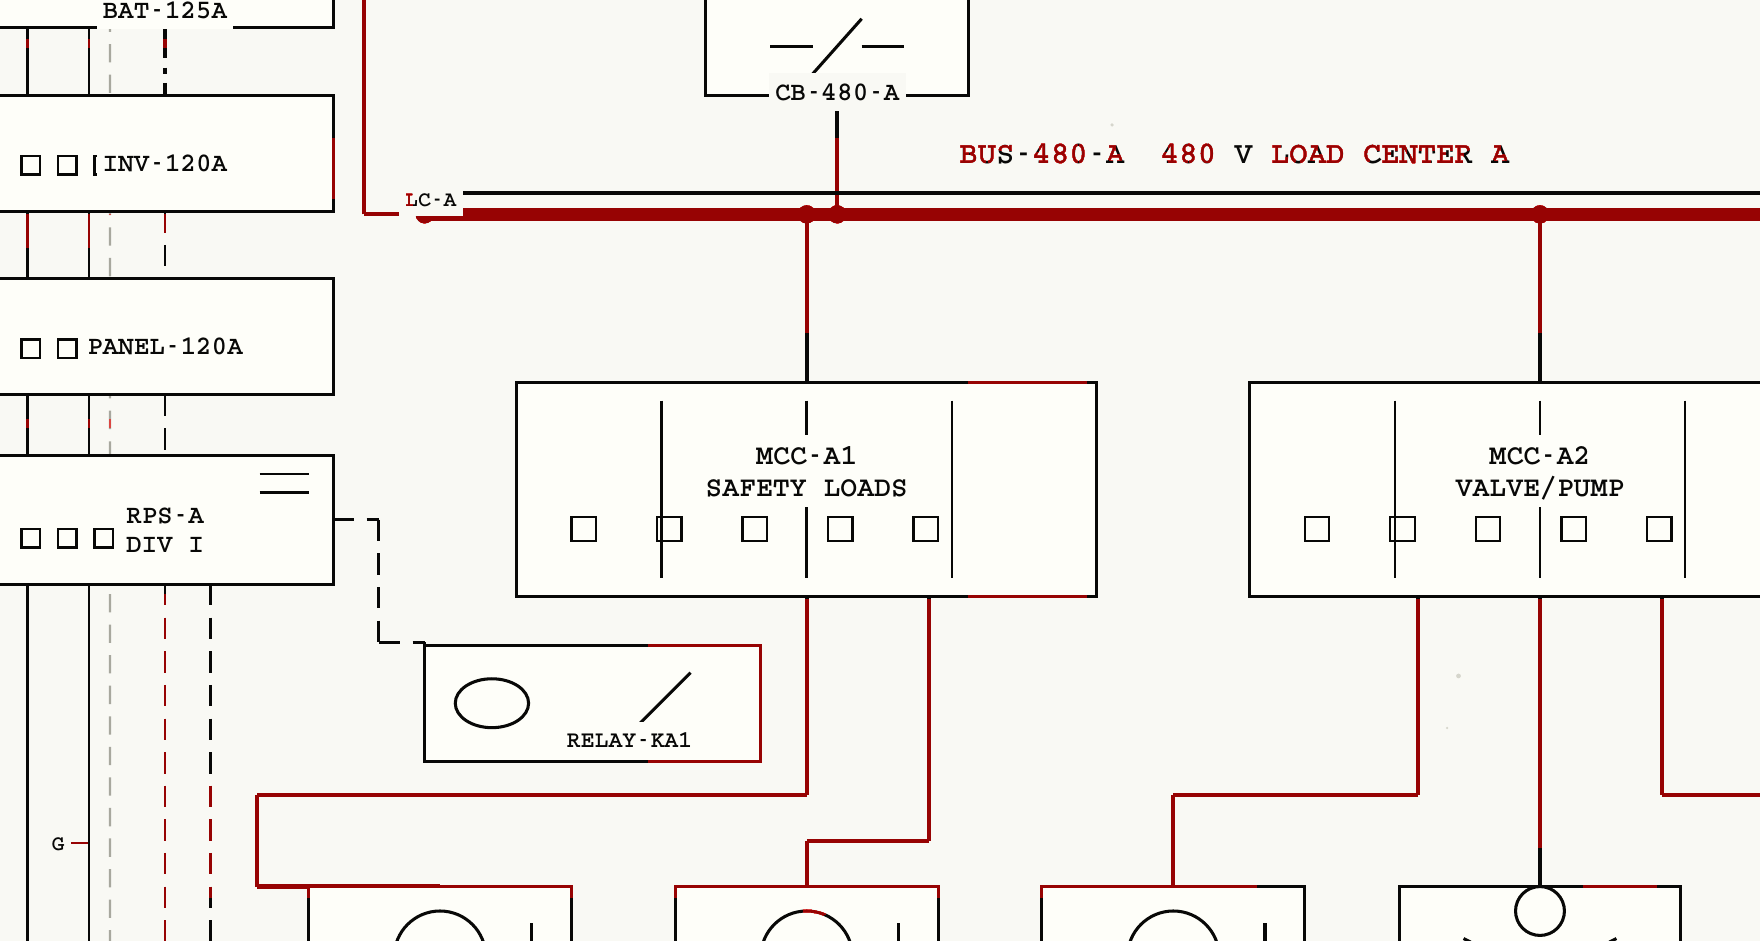 BAT-125A
CB-480-A
BUS-480-A 480 V LOAD CENTER A
INV-120A
LC-A
PANEL-120A
MCC-A1
SAFETY LOADS
MCC-A2
VALVE/PUMP
RPS-A
DIV I
RELAY-KA1
G